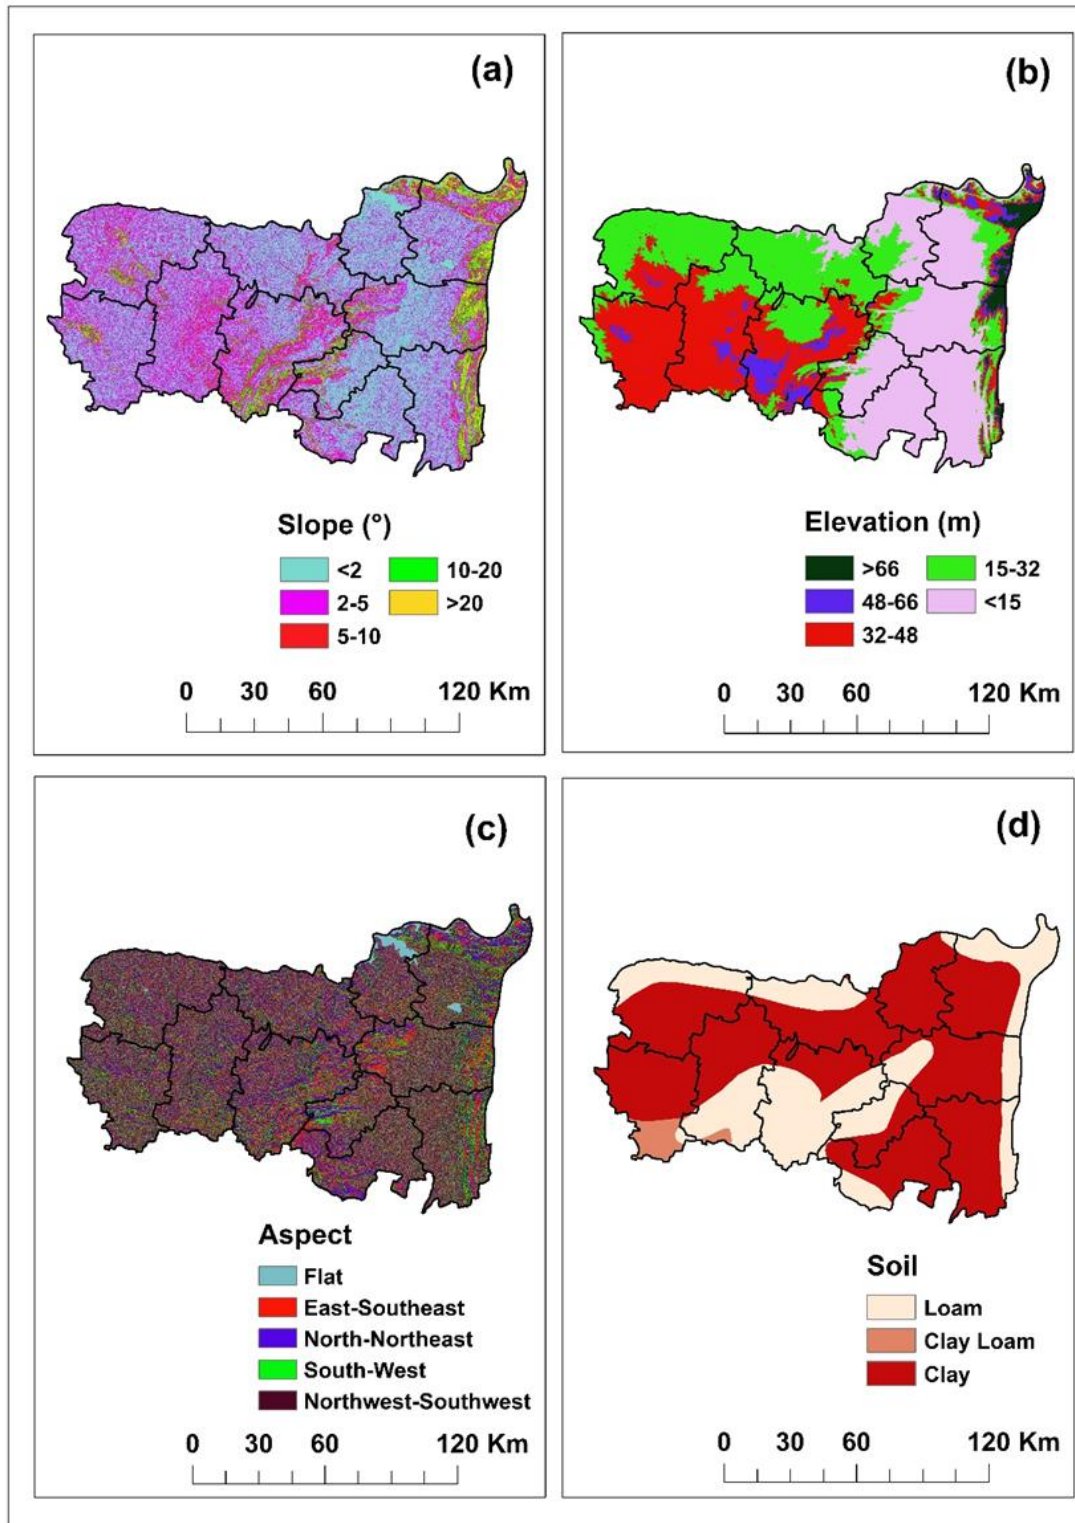 (a)
Slope (°)
<2 10-20
2-5 >20
5-10
0 30 60 120 Km
(b)
Elevation (m)
>66 15-32
48-66 <15
32-48
0 30 60 120 Km
(c)
Aspect
Flat
East-Southeast
North-Northeast
South-West
Northwest-Southwest
0 30 60 120 Km
(d)
Soil
Loam
Clay Loam
Clay
0 30 60 120 Km